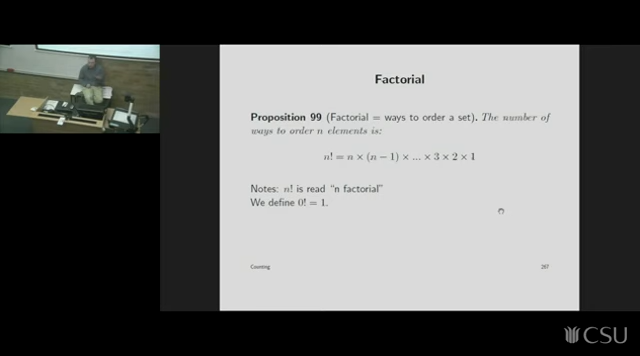 Factorial
Proposition 99 (Factorial = ways to order a set). The number of
ways to order n elements is:
n! = n × (n − 1) × ... × 3 × 2 × 1
Notes: n! is read “n factorial”
We define 0! = 1.
Counting 267
CSU